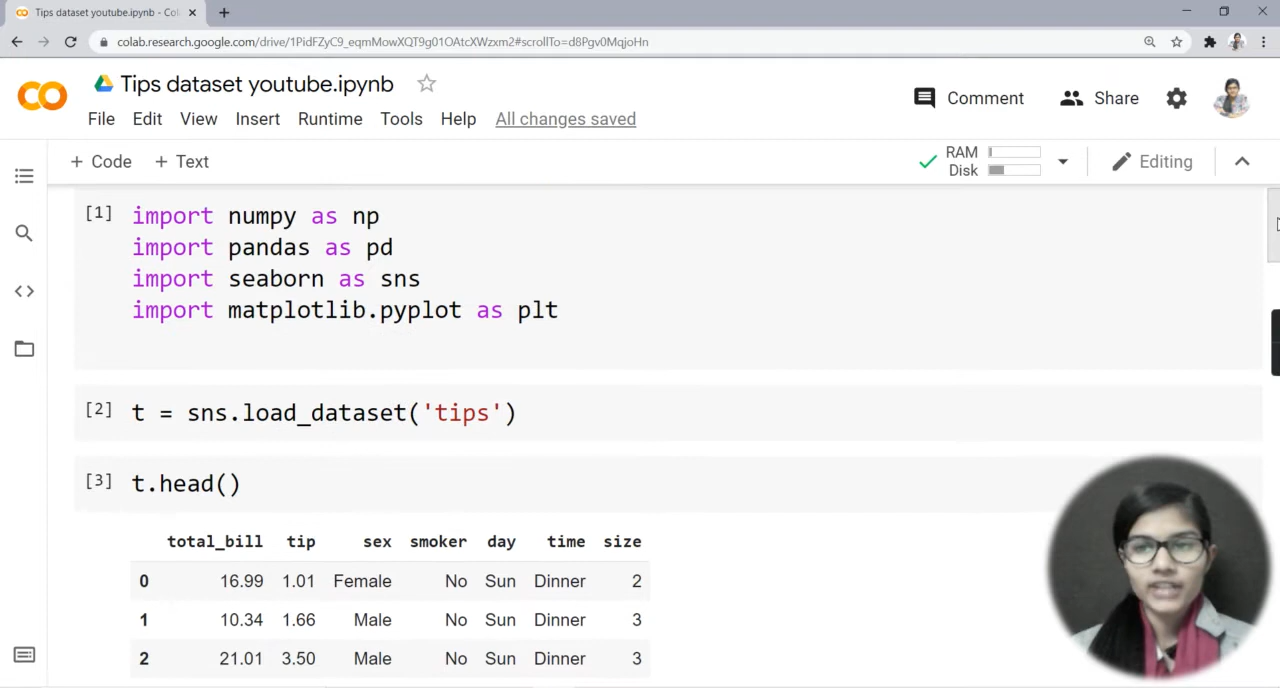 Tips dataset youtube.ipynb - Col
colab.research.google.com/drive/1PidFZyC9_eqmMowXQT9g01OAtcXWzxm2#scrollTo=d8Pgv0MqjoHn
Tips dataset youtube.ipynb
Comment
Share
File Edit View Insert Runtime Tools Help All changes saved
+ Code + Text
RAM
Disk
Editing
[1] import numpy as np
import pandas as pd
import seaborn as sns
import matplotlib.pyplot as plt
[2] t = sns.load_dataset('tips')
[3] t.head()
total_bill tip sex smoker day time size
0 16.99 1.01 Female No Sun Dinner 2
1 10.34 1.66 Male No Sun Dinner 3
2 21.01 3.50 Male No Sun Dinner 3